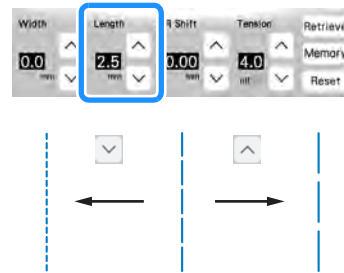 Width Length R Shift Tension Retrieve
0.0 2.5 0.00 4.0 Memory
mm mm mm Reset